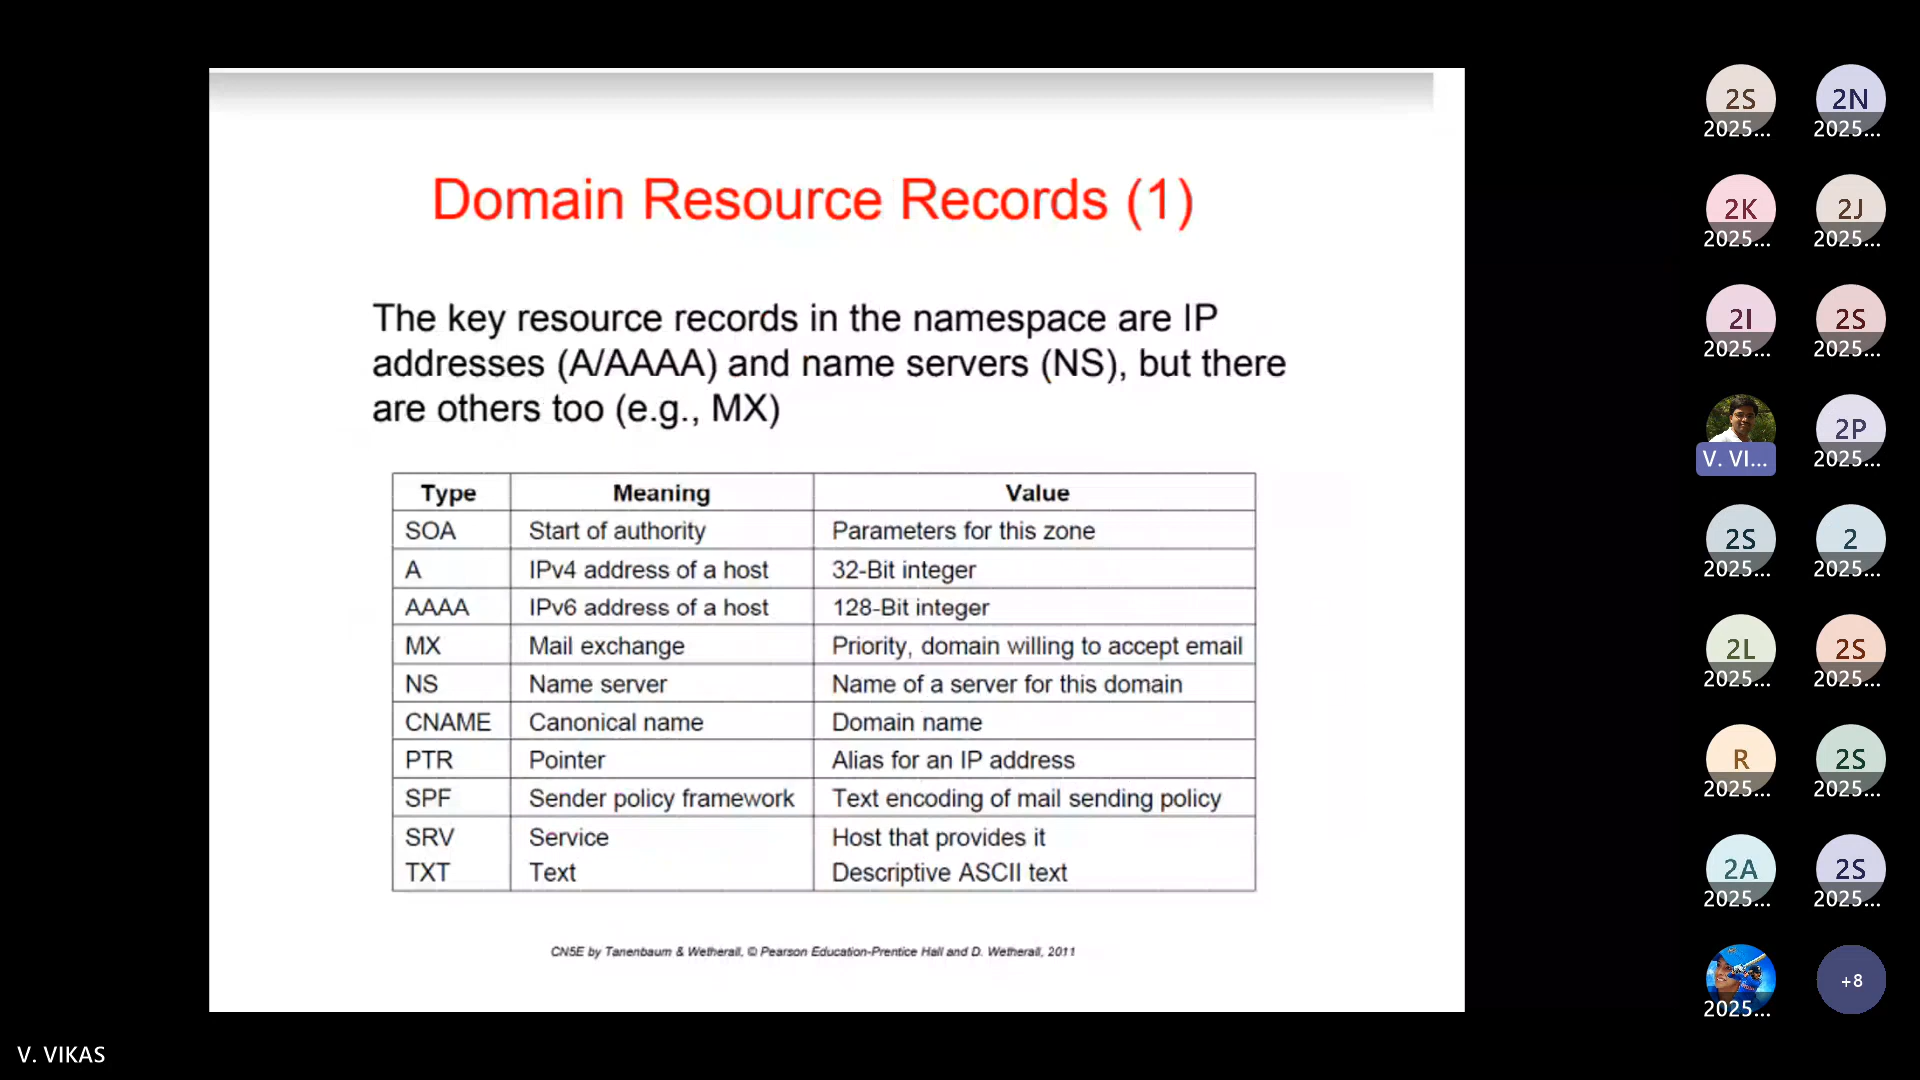 Domain Resource Records (1)
The key resource records in the namespace are IP
addresses (A/AAAA) and name servers (NS), but there
are others too (e.g., MX)
Type Meaning Value
SOA Start of authority Parameters for this zone
A IPv4 address of a host 32-Bit integer
AAAA IPv6 address of a host 128-Bit integer
MX Mail exchange Priority, domain willing to accept email
NS Name server Name of a server for this domain
CNAME Canonical name Domain name
PTR Pointer Alias for an IP address
SPF Sender policy framework Text encoding of mail sending policy
SRV Service Host that provides it
TXT Text Descriptive ASCII text
CN5E by Tanenbaum & Wetherall, © Pearson Education-Prentice Hall and D. Wetherall, 2011
V. VIKAS
2S 2N
2025... 2025...
2K 2J
2025... 2025...
2I 2S
2025... 2025...
2P
V. VI... 2025...
2S 2
2025... 2025...
2L 2S
2025... 2025...
R 2S
2025... 2025...
2A 2S
2025... 2025...
+8
2025...